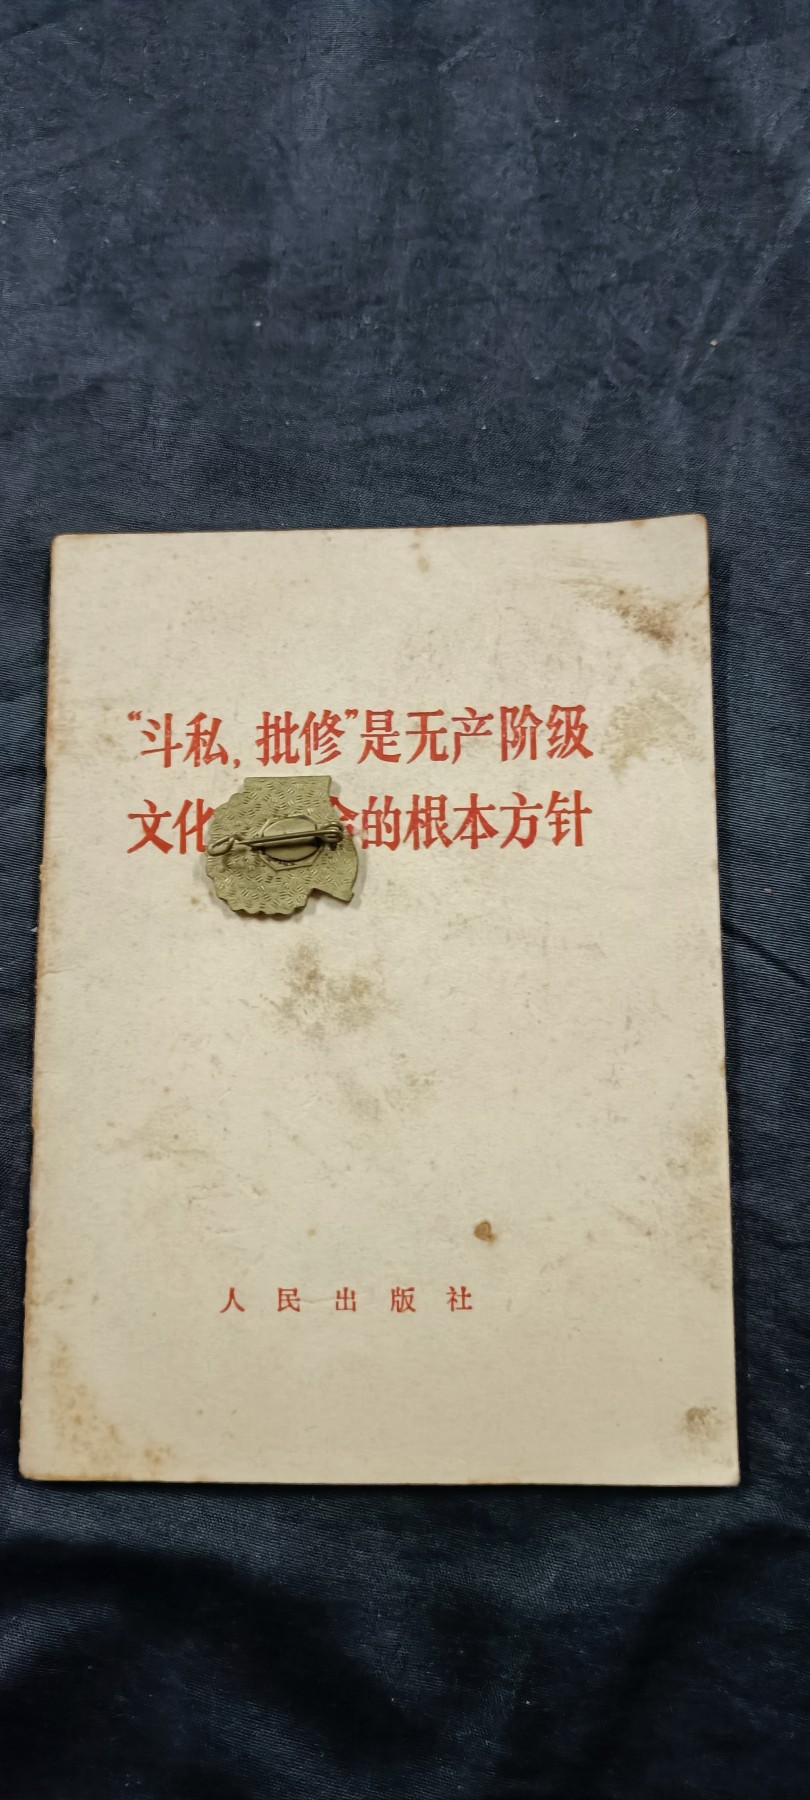 “斗私，批修”是无产阶级
文化 的根本方针
人民出版社